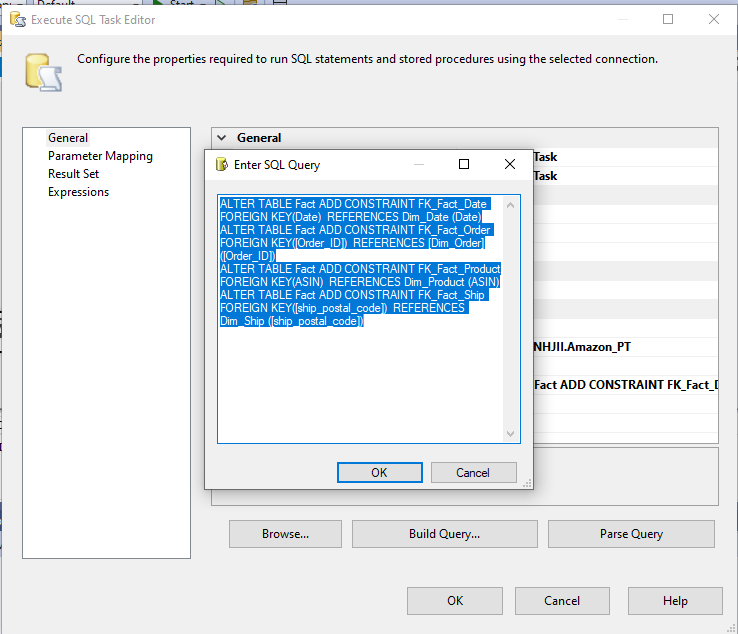 Default
Start
Execute SQL Task Editor
Configure the properties required to run SQL statements and stored procedures using the selected connection.
General
Parameter Mapping
Result Set
Expressions
General
Task
Task
NHJII.Amazon_PT
Fact ADD CONSTRAINT FK_Fact_D
Enter SQL Query
ALTER TABLE Fact ADD CONSTRAINT FK_Fact_Date
FOREIGN KEY(Date)  REFERENCES Dim_Date (Date)
ALTER TABLE Fact ADD CONSTRAINT FK_Fact_Order
FOREIGN KEY([Order_ID])  REFERENCES [Dim_Order]
([Order_ID])
ALTER TABLE Fact ADD CONSTRAINT FK_Fact_Product
FOREIGN KEY(ASIN)  REFERENCES Dim_Product (ASIN)
ALTER TABLE Fact ADD CONSTRAINT FK_Fact_Ship
FOREIGN KEY([ship_postal_code])  REFERENCES
Dim_Ship ([ship_postal_code])
OK
Cancel
Browse...
Build Query...
Parse Query
OK
Cancel
Help